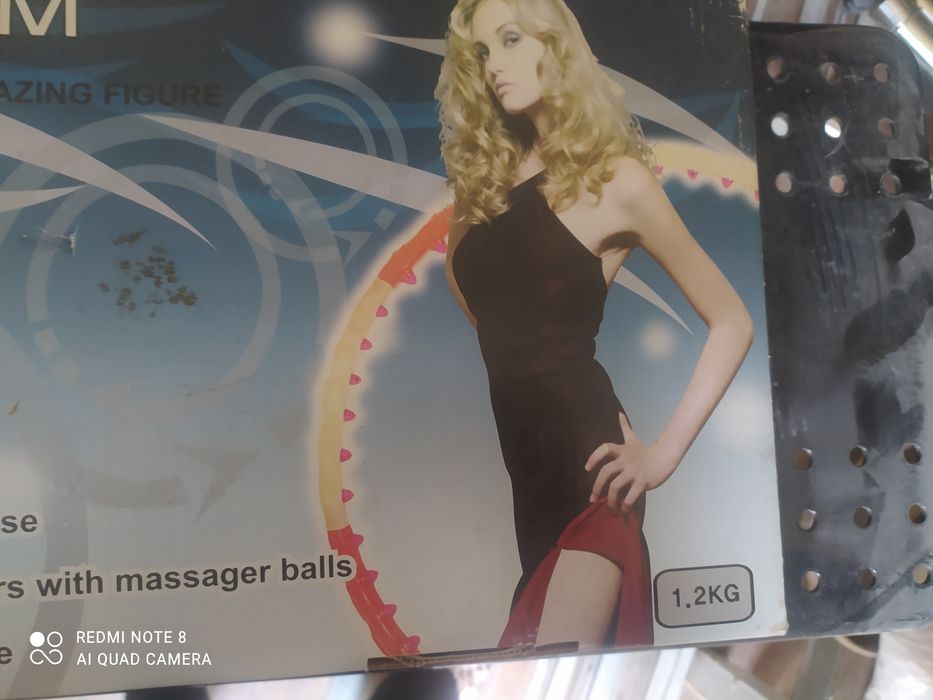 M
AZING FIGURE
se
rs with massager balls
1.2KG
e
REDMI NOTE 8
AI QUAD CAMERA